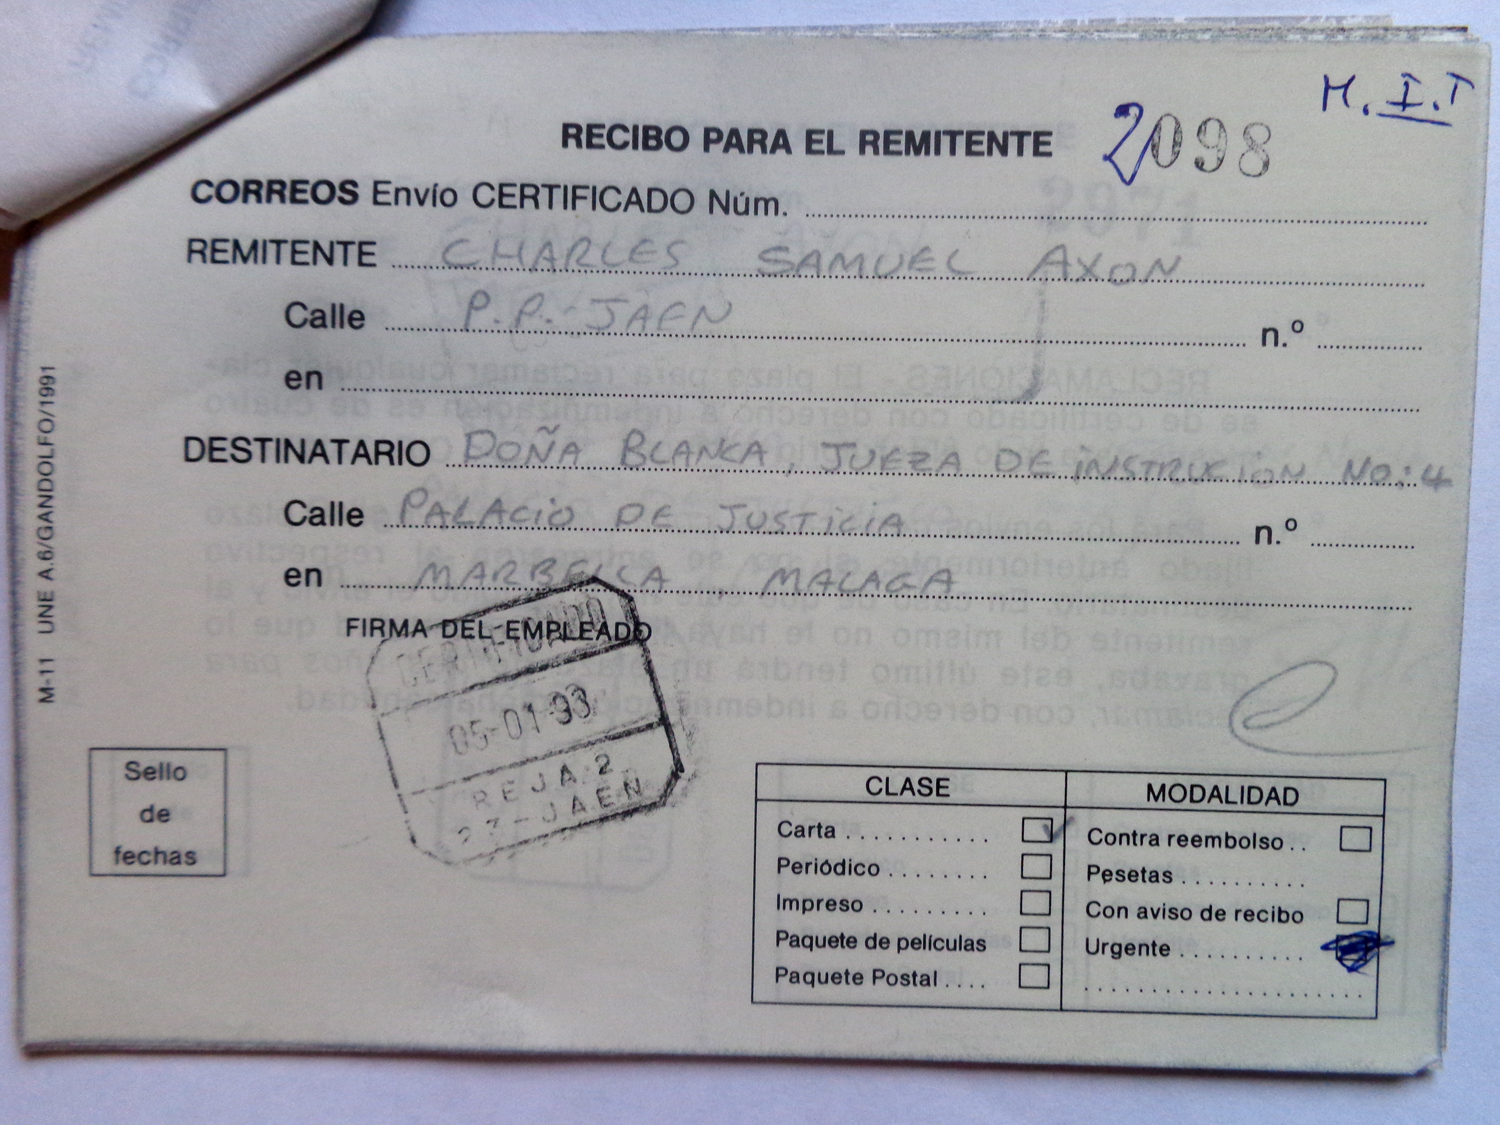 M.I.T
RECIBO PARA EL REMITENTE 2098
CORREOS Envío CERTIFICADO Núm.
REMITENTE CHARLES SAMUEL AXON
Calle P.P. JAEN n.º
en
DESTINATARIO DOÑA BLANCA, JUEZA DE INSTRUCION No: 4
Calle PALACIO DE JUSTICIA n.º
en MARBELLA MALAGA
FIRMA DEL EMPLEADO
CERTIFICADO
05-01-93
REJA 2
23-JAEN
M-11 UNE A.6/GANDOLFO/1991
Sello
de
fechas
CLASE MODALIDAD
Carta . . . . . . . . . . . Contra reembolso . .
Periódico . . . . . . . . Pesetas . . . . . . . . . .
Impreso . . . . . . . . . Con aviso de recibo
Paquete de películas Urgente . . . . . . . . . .
Paquete Postal . . . .